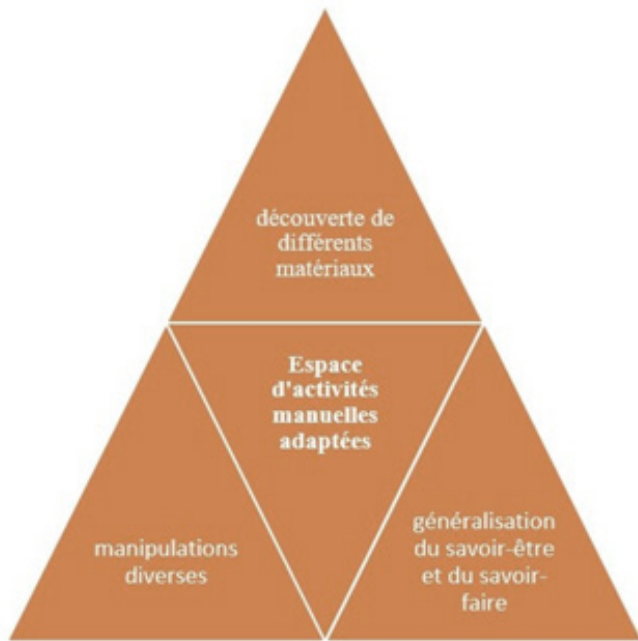 découverte de
différents
matériaux
Espace
d'activités
manuelles
adaptées
manipulations
diverses
généralisation
du savoir-être
et du savoir-
faire